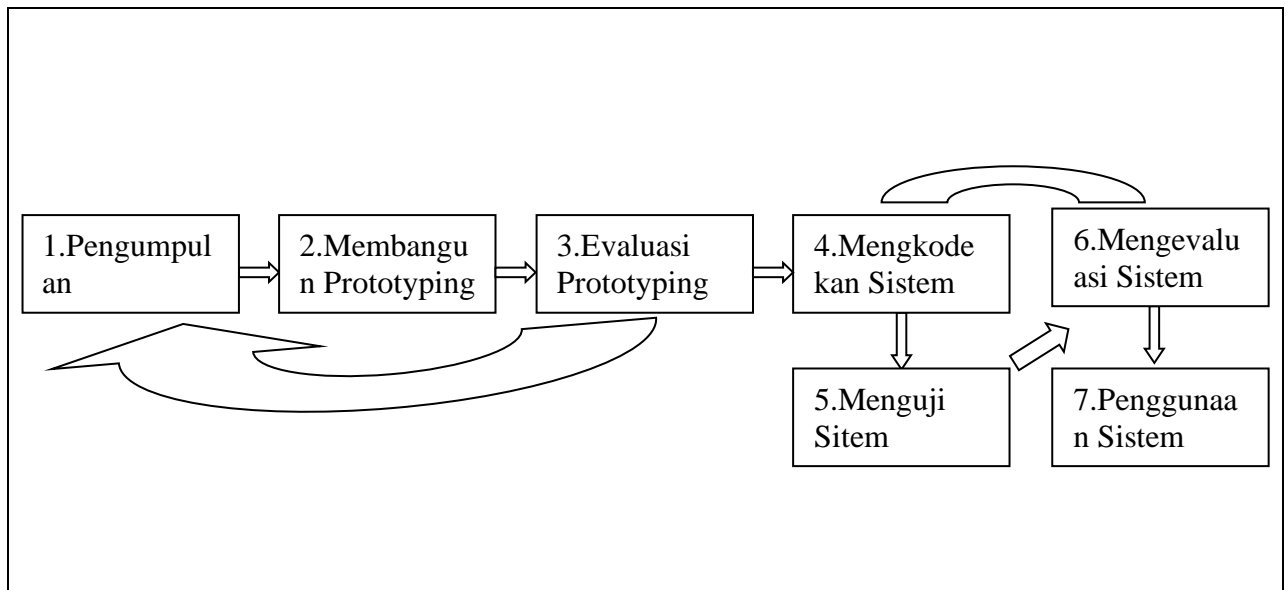 1.Pengumpul
an
2.Membangu
n Prototyping
3.Evaluasi
Prototyping
4.Mengkode
kan Sistem
6.Mengevalu
asi Sistem
5.Menguji
Sitem
7.Penggunaa
n Sistem